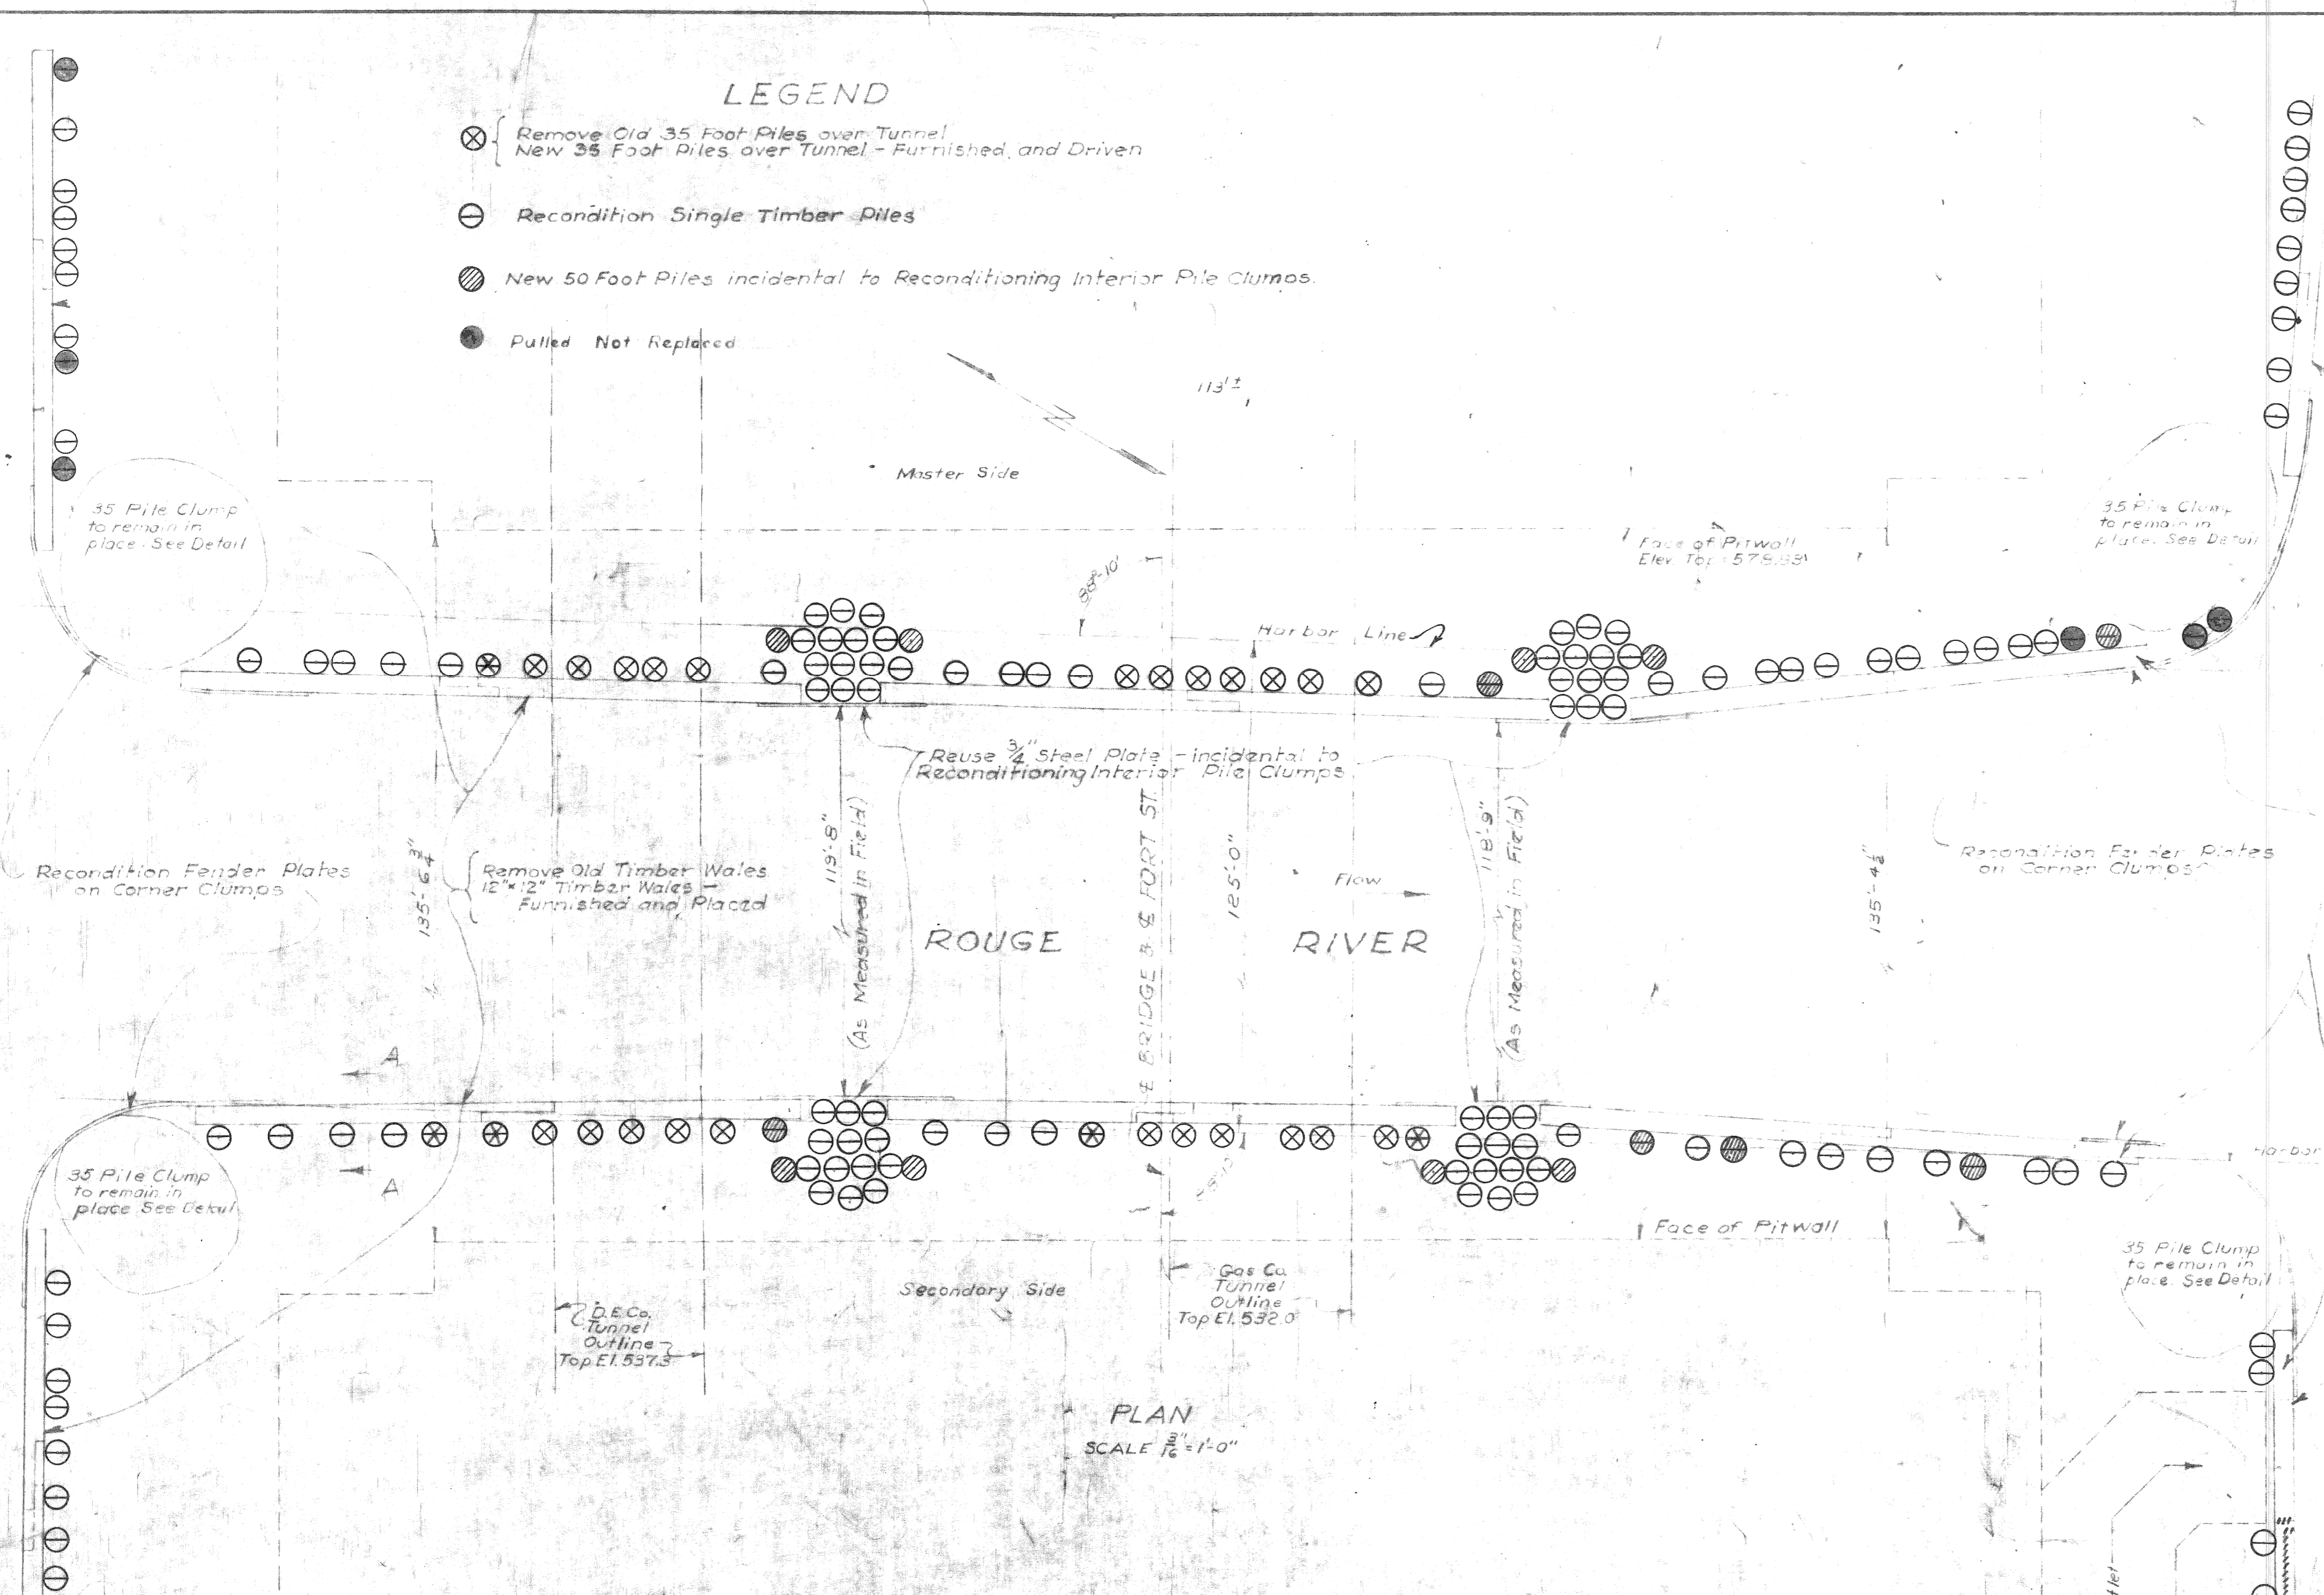 LEGEND
Remove Old 35 Foot Piles over Tunnel
New 35 Foot Piles over Tunnel - Furnished and Driven
Recondition Single Timber Piles
New 50 Foot Piles incidental to Reconditioning Interior Pile Clumps.
Pulled Not Replaced
N
113'±
Master Side
35 Pile Clump
to remain in
place. See Detail
35 Pile Clump
to remain in
place. See Detail
Face of Pitwall
Elev. Top 578.83
Harbor Line
Reuse 3/4" Steel Plate - incidental to
Reconditioning Interior Pile Clumps
Recondition Fender Plates
on Corner Clumps
135'-6 3/4"
Remove Old Timber Wales
12"x12" Timber Wales -
Furnished and Placed
119'-8"
(As Measured in Field)
℄ BRIDGE & ℄ FORT ST.
125'-0"
Flow
118'-9"
(As Measured in Field)
135'-4 1/2"
Recondition Fender Plates
on Corner Clumps
ROUGE RIVER
A
A
35 Pile Clump
to remain in
place See Detail
Harbor
Face of Pitwall
Secondary Side
D.E.Co.
Tunnel
Outline
Top El. 537.3
Gas Co.
Tunnel
Outline
Top El. 532.0
35 Pile Clump
to remain in
place. See Detail
PLAN
SCALE 3/16" = 1'-0"